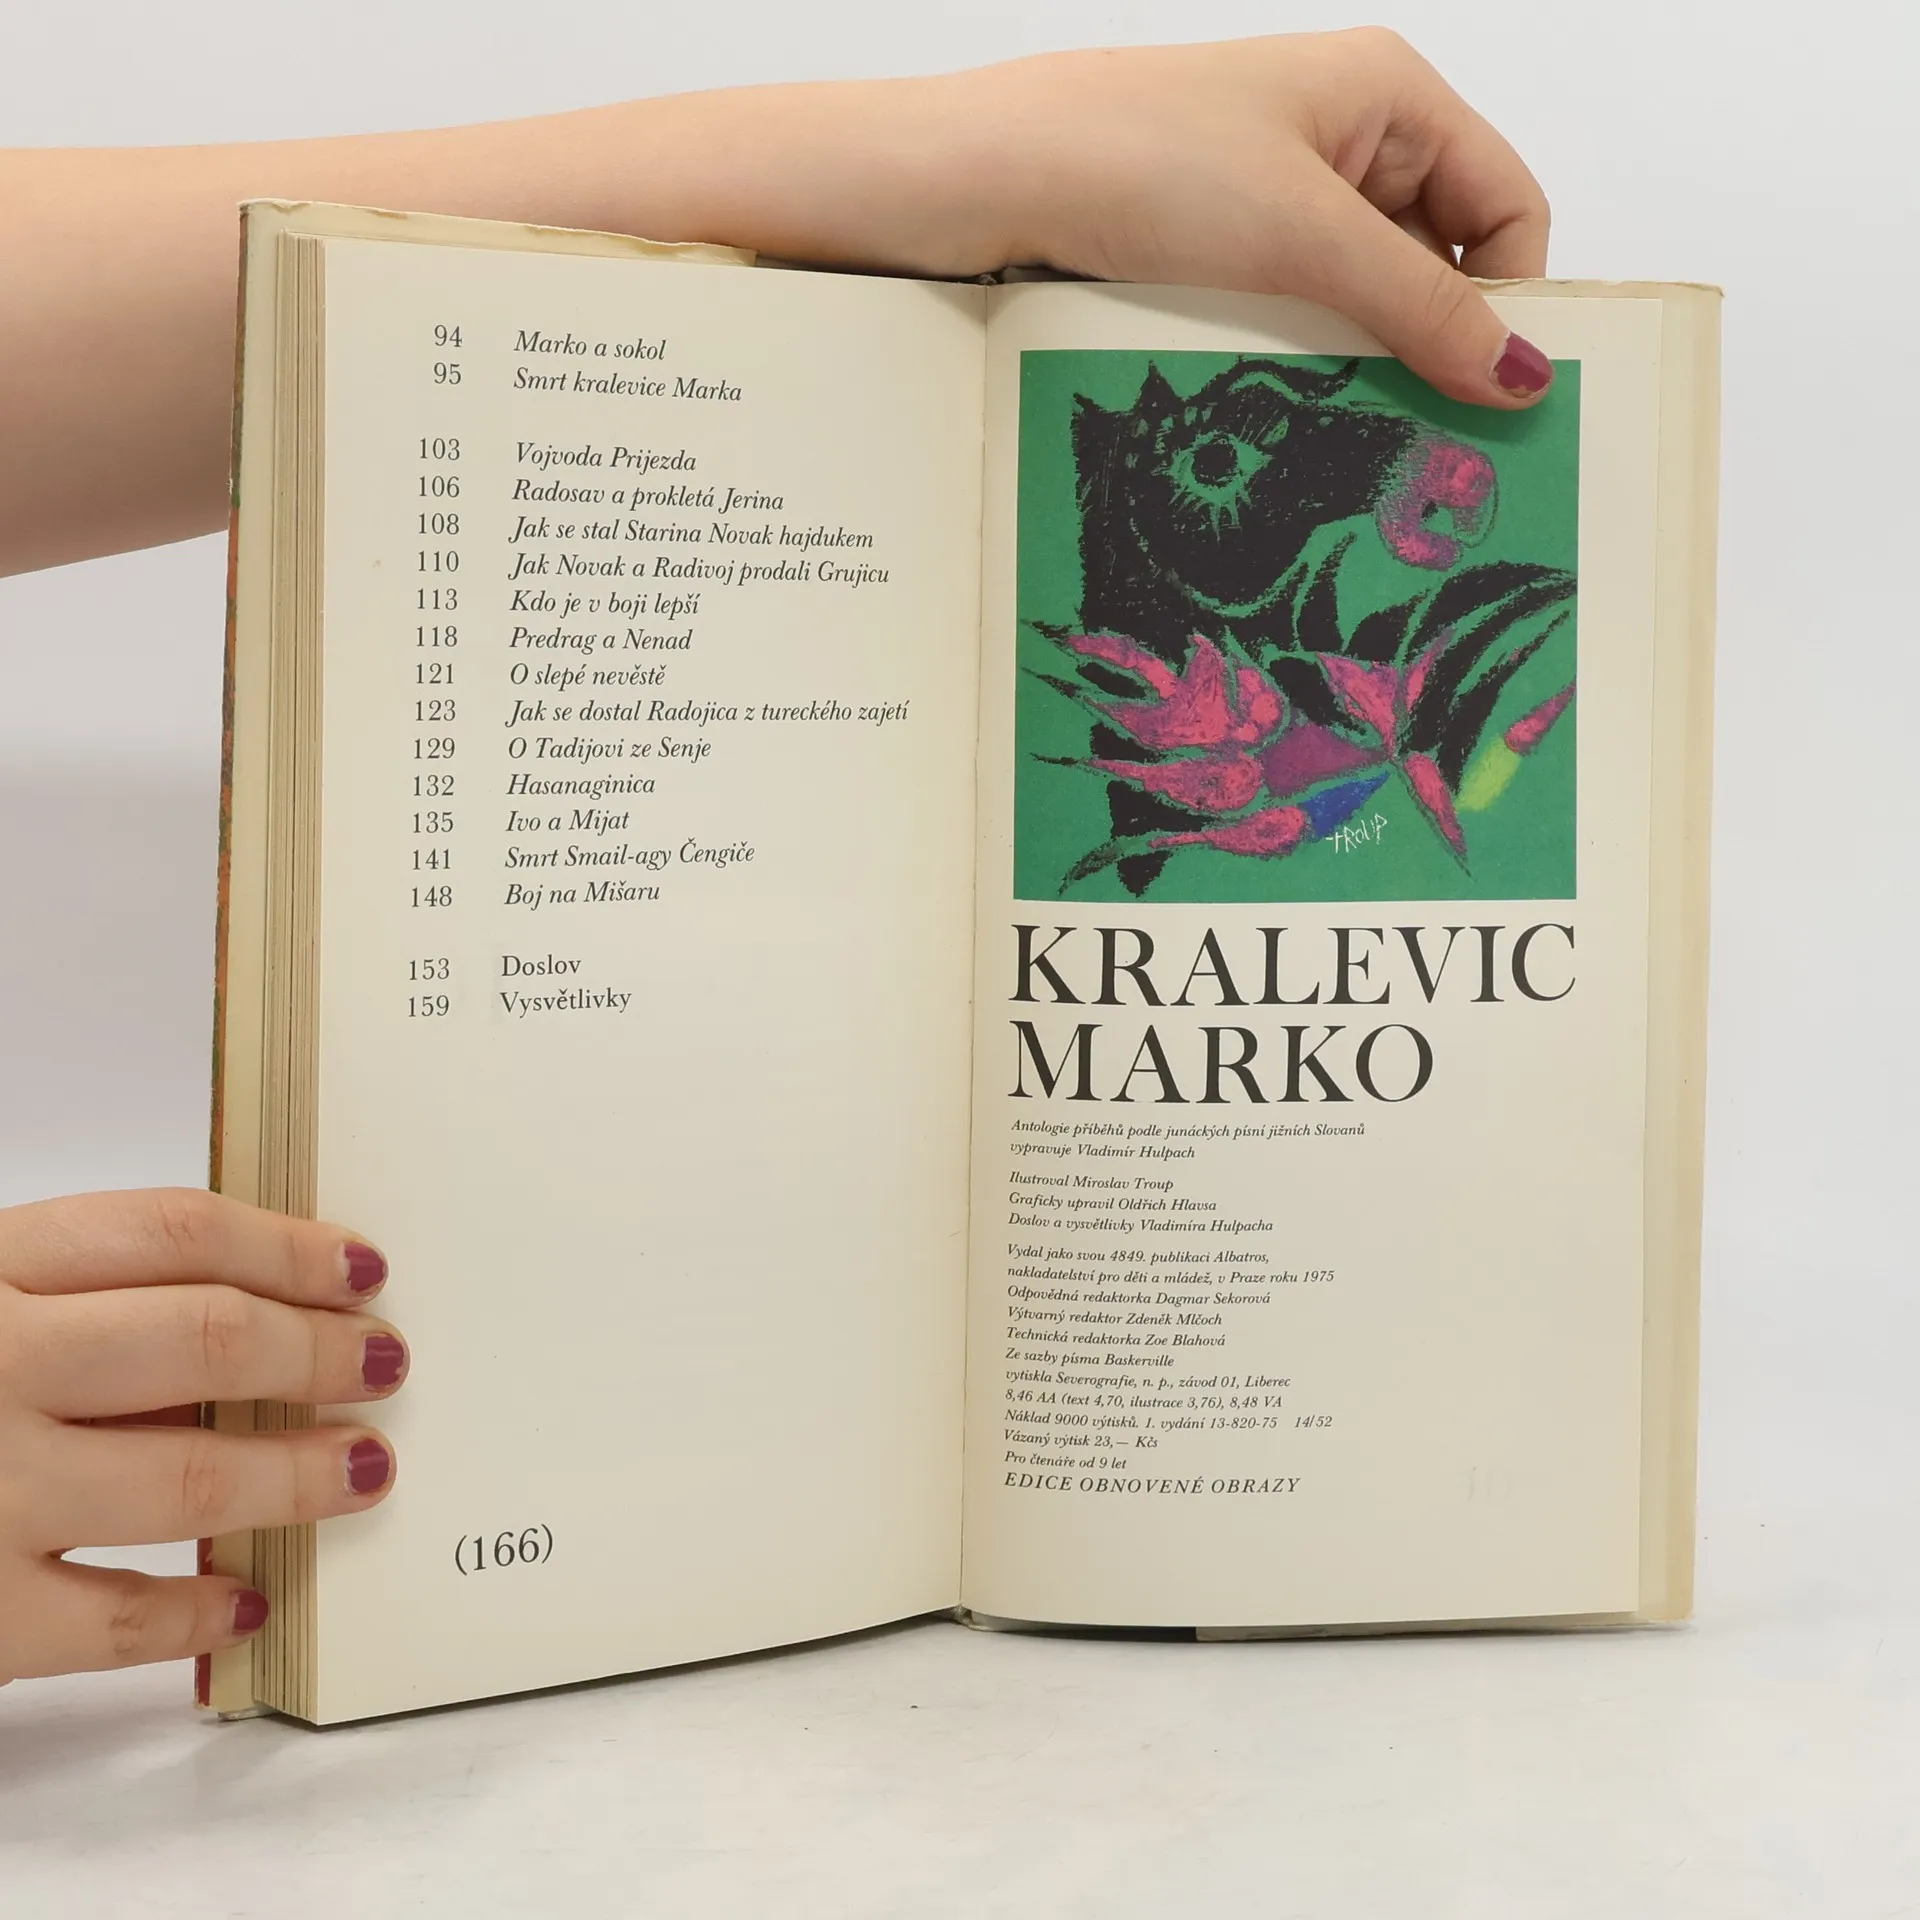 94 Marko a sokol
95 Smrt kralevice Marka
103 Vojvoda Prijezda
106 Radosav a prokletá Jerina
108 Jak se stal Starina Novak hajdukem
110 Jak Novak a Radivoj prodali Grujicu
113 Kdo je v boji lepší
118 Predrag a Nenad
121 O slepé nevěstě
123 Jak se dostal Radojica z tureckého zajetí
129 O Tadijovi ze Senje
132 Hasanaginica
135 Ivo a Mijat
141 Smrt Smail-agy Čengiče
148 Boj na Mišaru
153 Doslov
159 Vysvětlivky
(166)
TROUP
KRALEVIC
MARKO
Antologie příběhů podle junáckých písní jižních Slovanů
vypravuje Vladimír Hulpach
Ilustroval Miroslav Troup
Graficky upravil Oldřich Hlavsa
Doslov a vysvětlivky Vladimíra Hulpacha
Vydal jako svou 4849. publikaci Albatros,
nakladatelství pro děti a mládež, v Praze roku 1975
Odpovědná redaktorka Dagmar Sekorová
Výtvarný redaktor Zdeněk Mlčoch
Technická redaktorka Zoe Blahová
Ze sazby písma Baskerville
vytiskla Severografie, n. p., závod 01, Liberec
8,46 AA (text 4,70, ilustrace 3,76), 8,48 VA
Náklad 9000 výtisků. 1. vydání 13-820-75 14/52
Vázaný výtisk 23,— Kčs
Pro čtenáře od 9 let
EDICE OBNOVENÉ OBRAZY